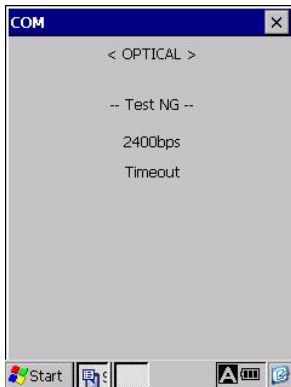 COM
< OPTICAL >
-- Test NG --
2400bps
Timeout
Start
A